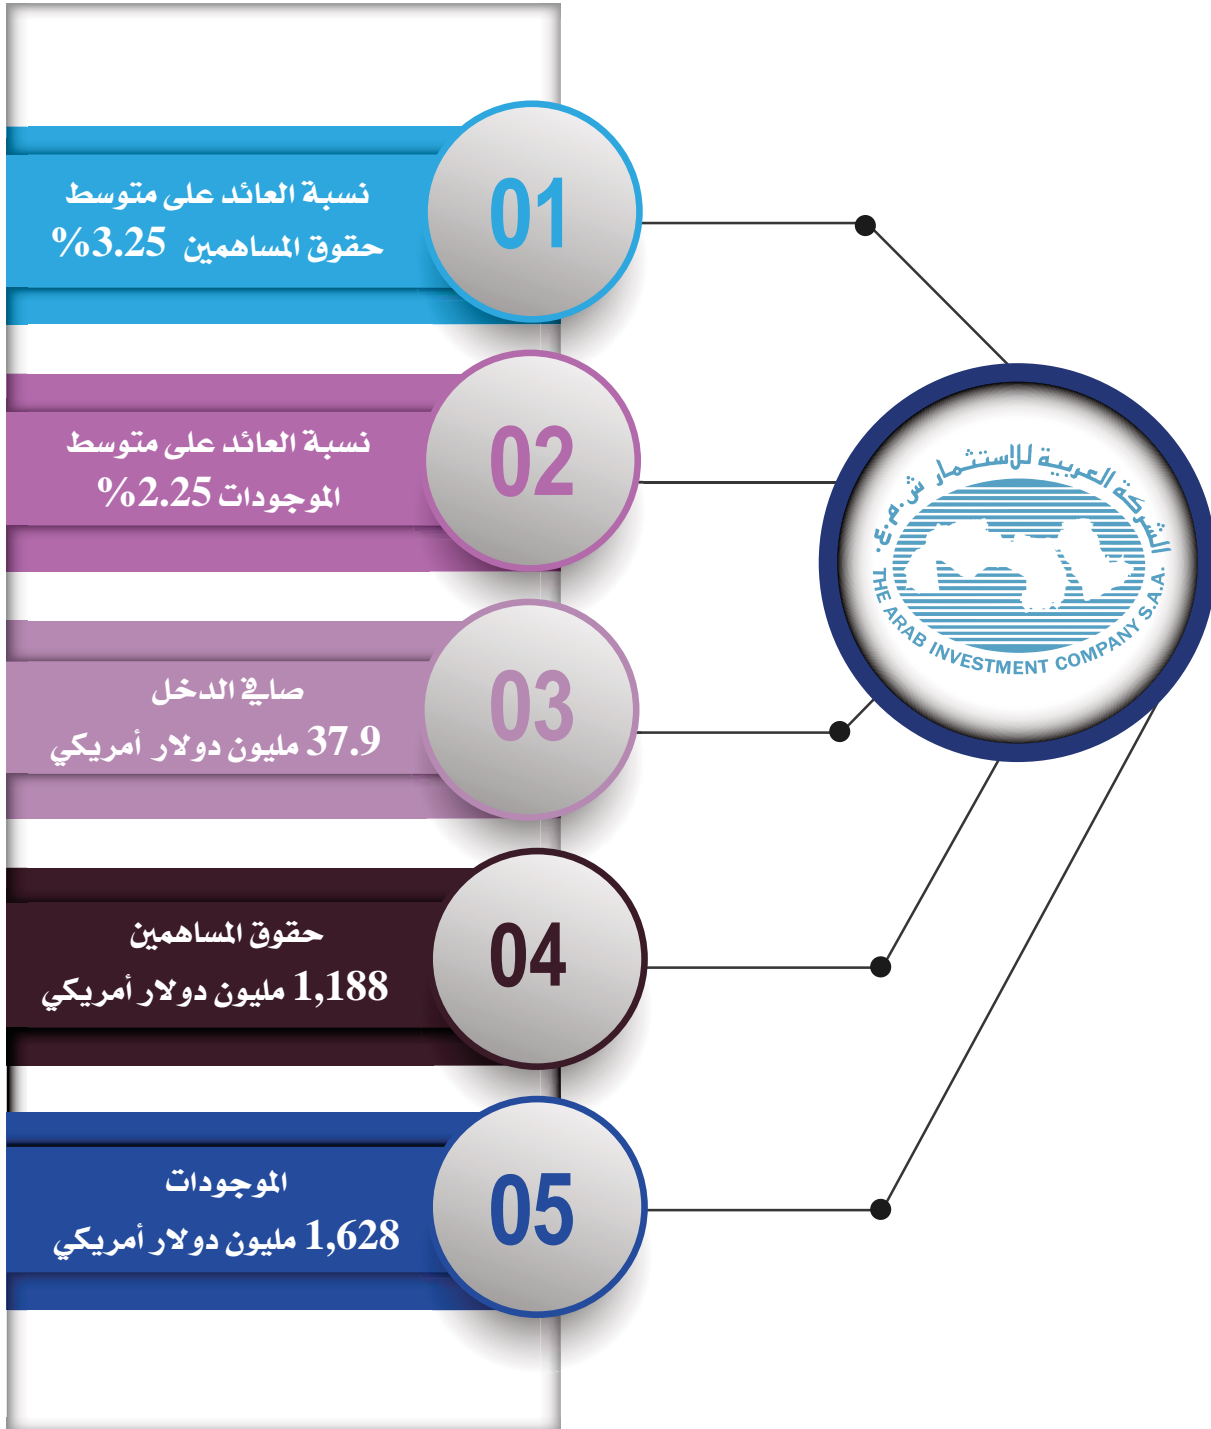 01
نسبة العائد على متوسط
حقوق المساهمين 3.25%
02
نسبة العائد على متوسط
الموجودات 2.25%
03
صافي الدخل
37.9 مليون دولار أمريكي
04
حقوق المساهمين
1,188 مليون دولار أمريكي
05
الموجودات
1,628 مليون دولار أمريكي
الشركة العربية للإستثمار ش.م.ع.
THE ARAB INVESTMENT COMPANY S.A.A.